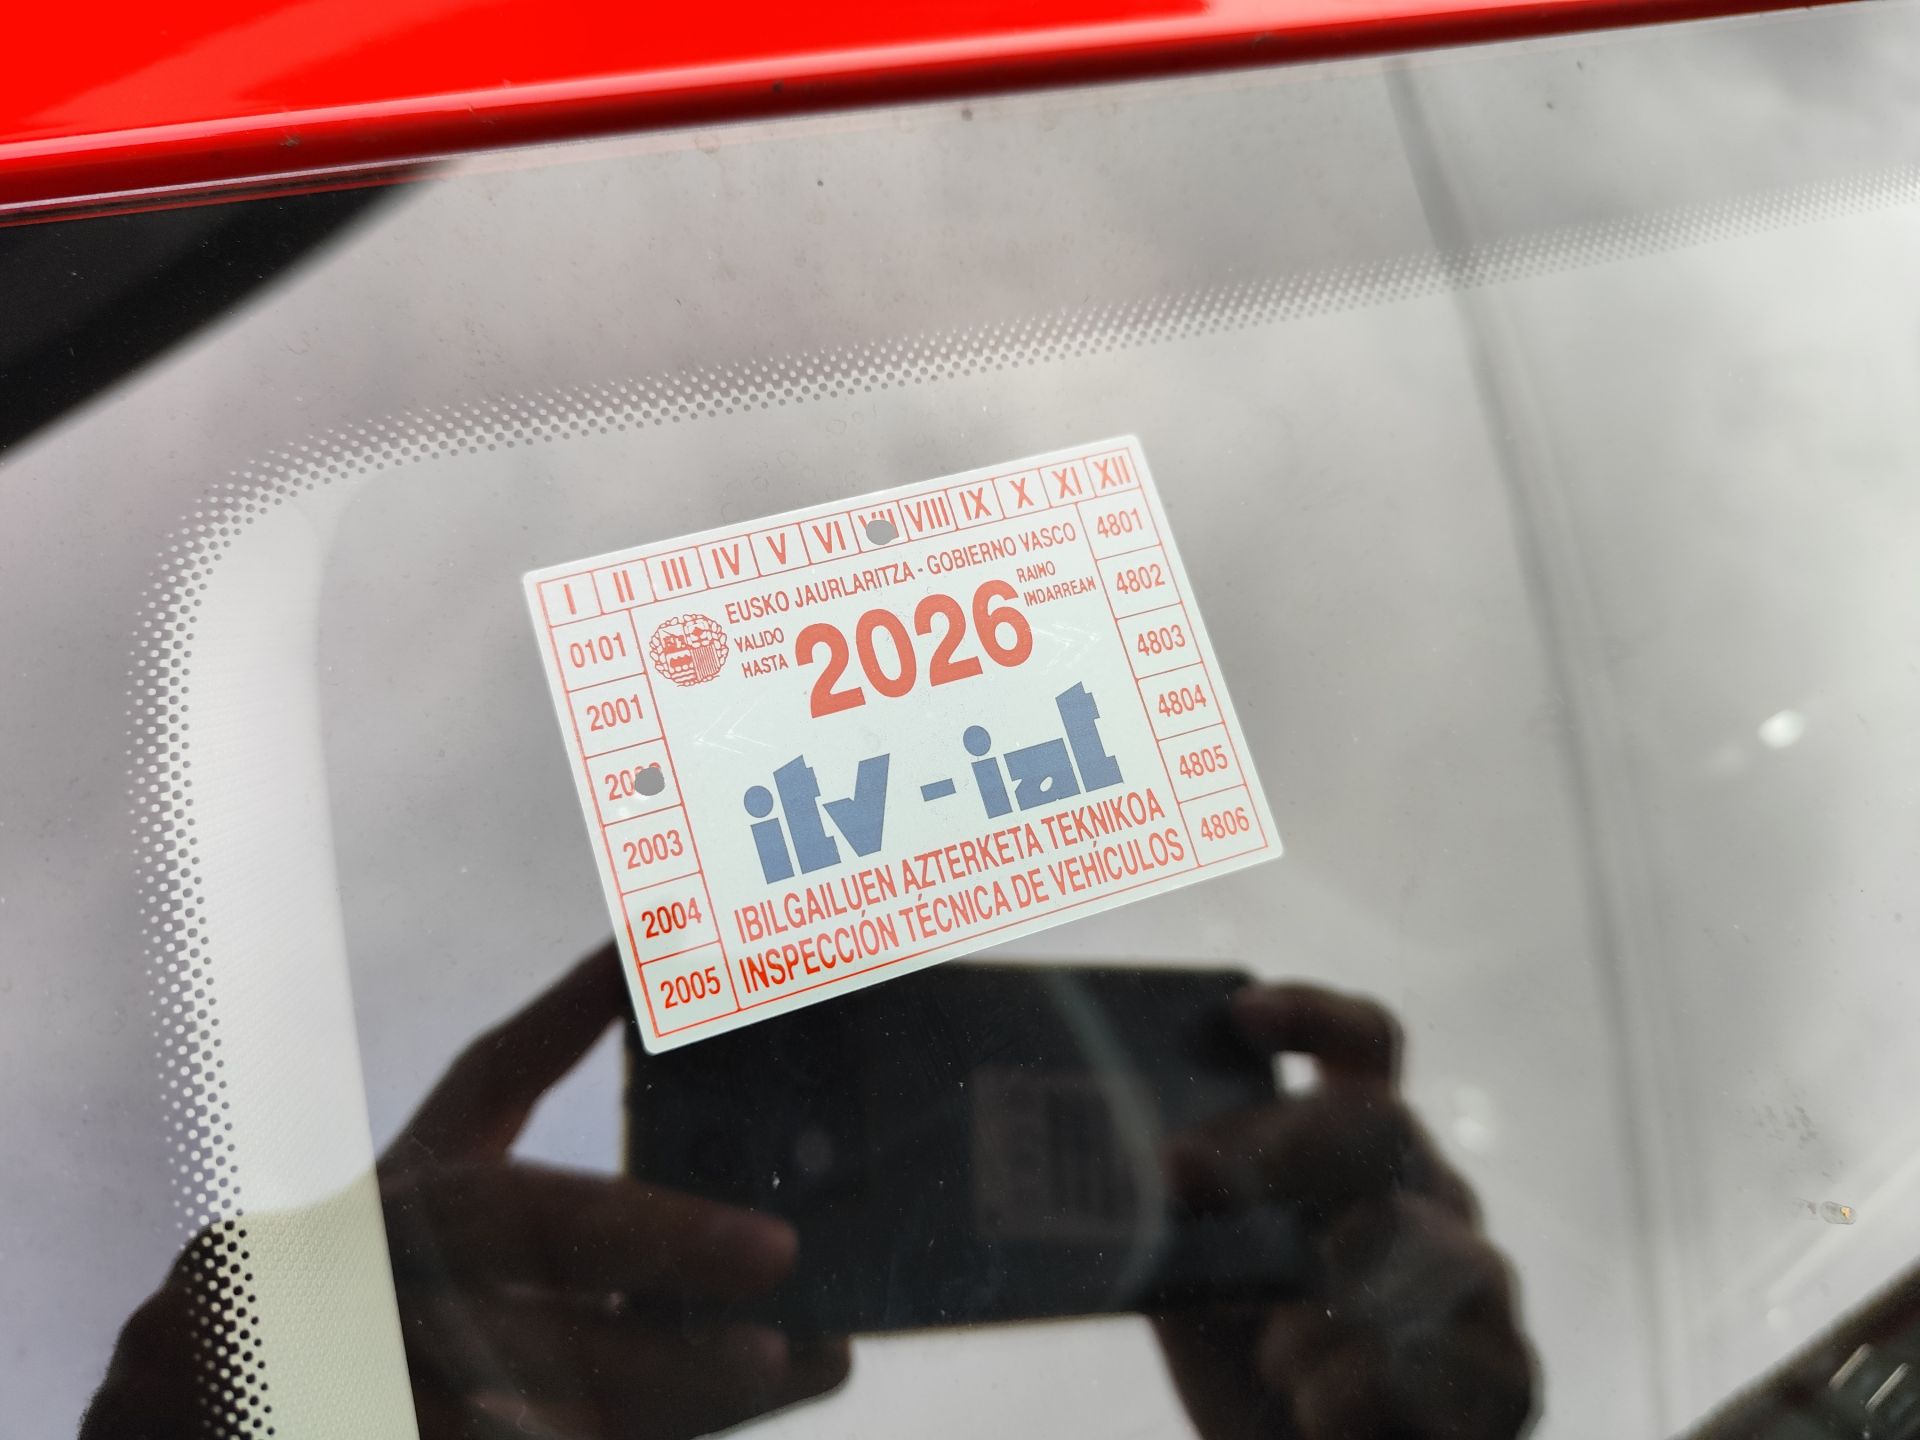 I II III IV V VI VII VIII IX X XI XII
EUSKO JAURLARITZA - GOBIERNO VASCO
VALIDO
HASTA
2026
RAINO
INDARREAN
itv - iat
IBILGAILUEN AZTERKETA TEKNIKOA
INSPECCIÓN TÉCNICA DE VEHÍCULOS
0101
2001
2003
2004
2005
4801
4802
4803
4804
4805
4806